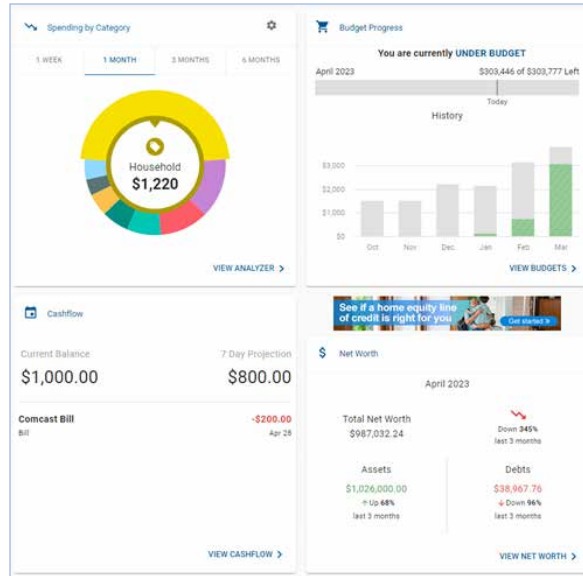 Spending by Category
1 WEEK
1 MONTH
3 MONTHS
6 MONTHS
Household
$1,220
VIEW ANALYZER
Budget Progress
You are currently UNDER BUDGET
April 2023
$303,446 of $303,777 Left
Today
History
$3,000
$2,000
$1,000
$0
Oct
Nov
Dec
Jan
Feb
Mar
VIEW BUDGETS
Cashflow
Current Balance
7 Day Projection
$1,000.00
$800.00
Comcast Bill
-$200.00
Bill
Apr 28
VIEW CASHFLOW
See if a home equity line
of credit is right for you
Get started
$ Net Worth
April 2023
Total Net Worth
$987,032.24
Down 345%
last 3 months
Assets
$1,026,000.00
Up 68%
last 3 months
Debts
$38,967.76
Down 96%
last 3 months
VIEW NET WORTH